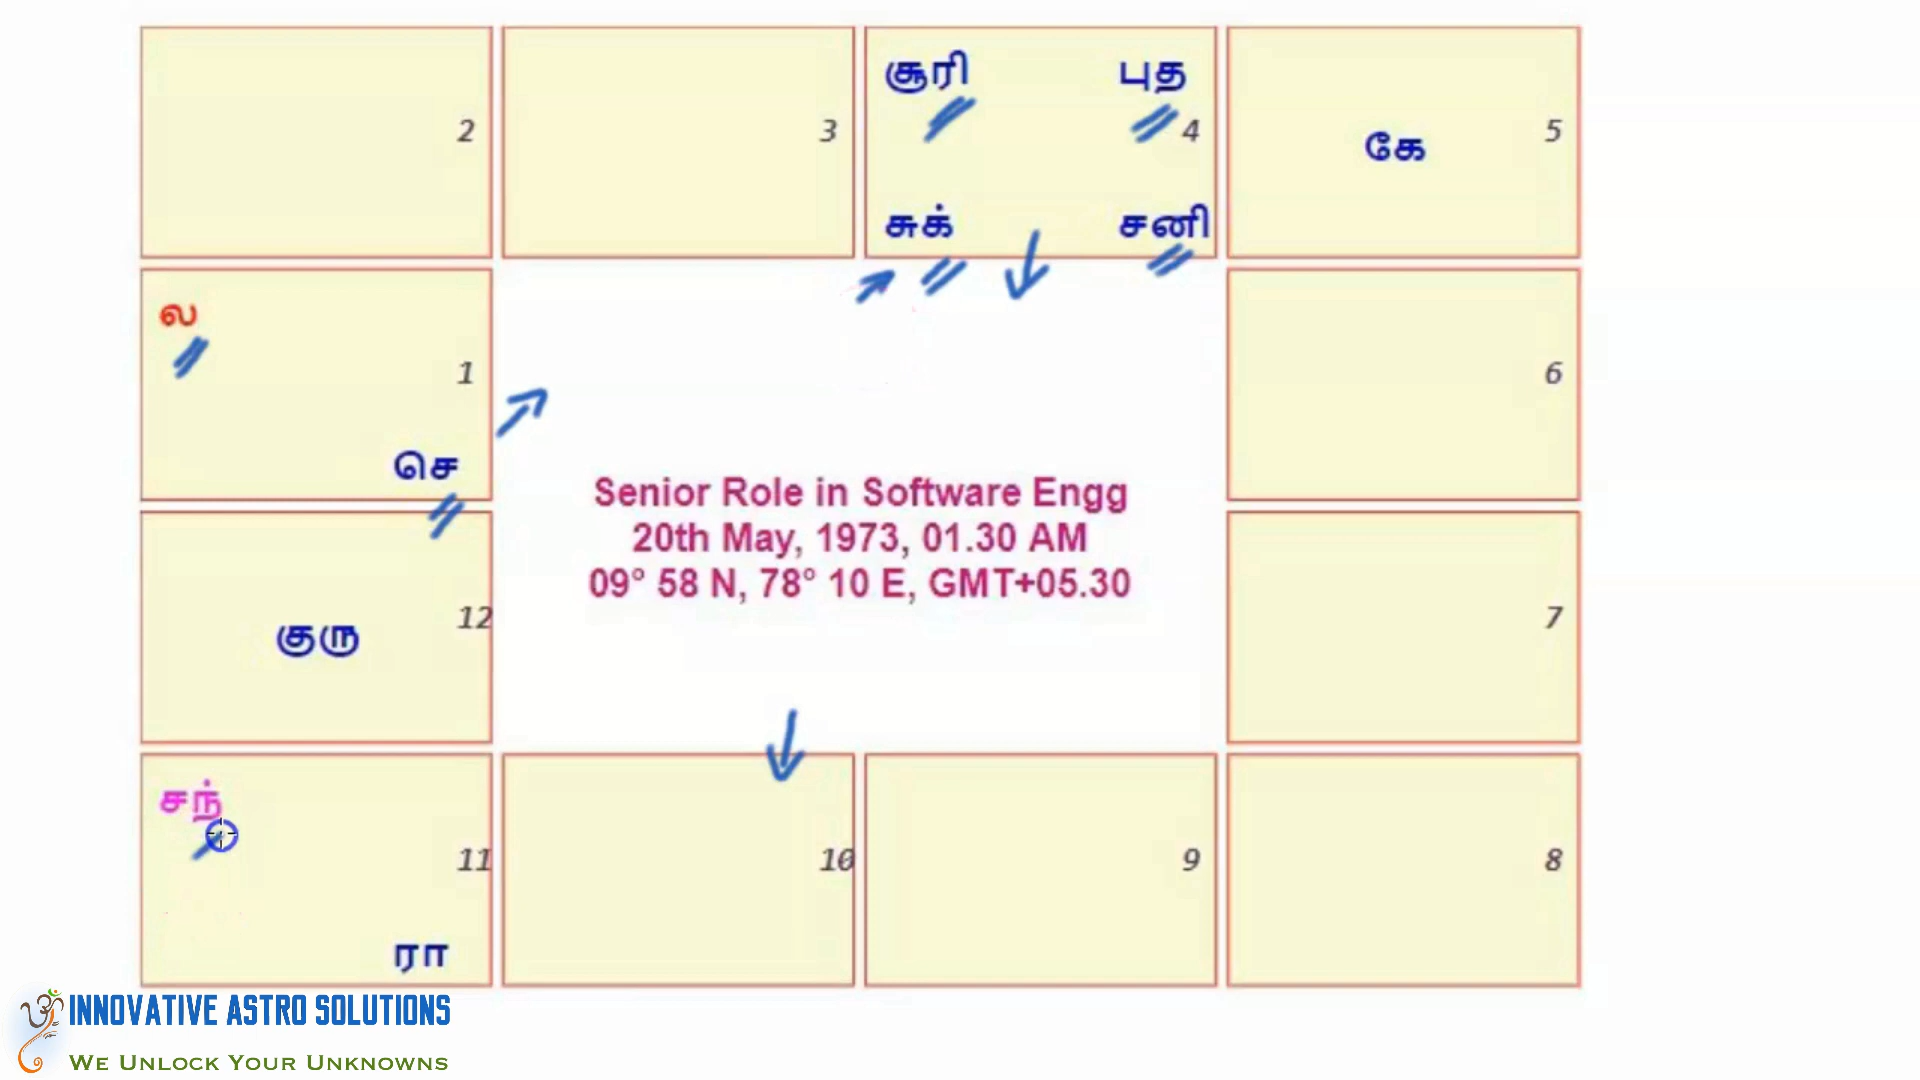 சூரி புத
2 3 4 5
கே
சுக் சனி
ல
1 6
செ
Senior Role in Software Engg
20th May, 1973, 01.30 AM
09° 58 N, 78° 10 E, GMT+05.30
குரு 12 7
சந்
11 10 9 8
ரா
INNOVATIVE ASTRO SOLUTIONS
WE UNLOCK YOUR UNKNOWNS